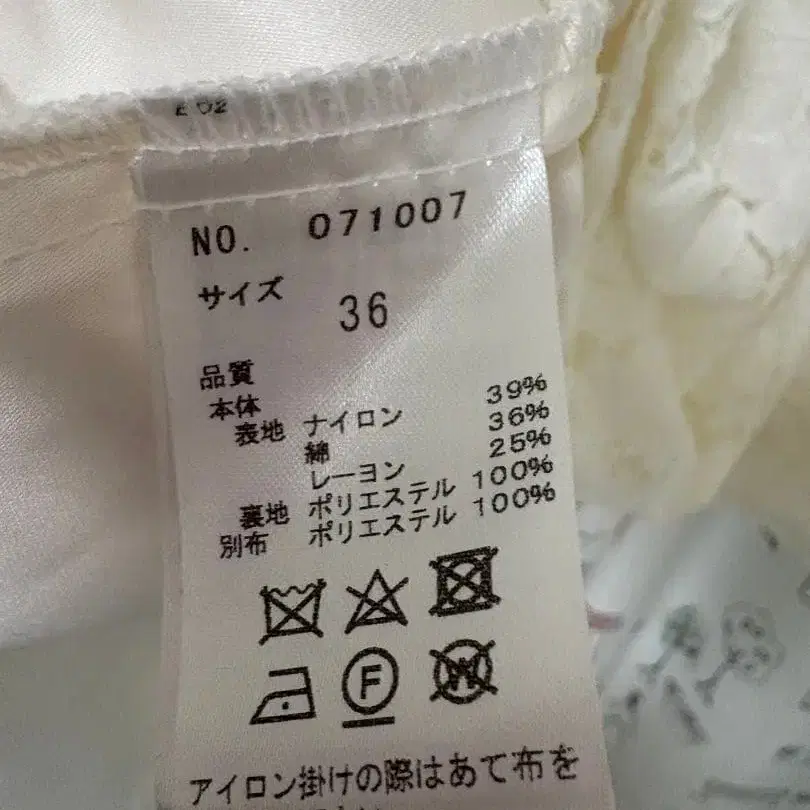 NO. 071007
サイズ 36
品質
本体
表地 ナイロン 39%
綿 36%
レーヨン 25%
裏地 ポリエステル 100%
別布 ポリエステル 100%
F
W
アイロン掛けの際はあて布を